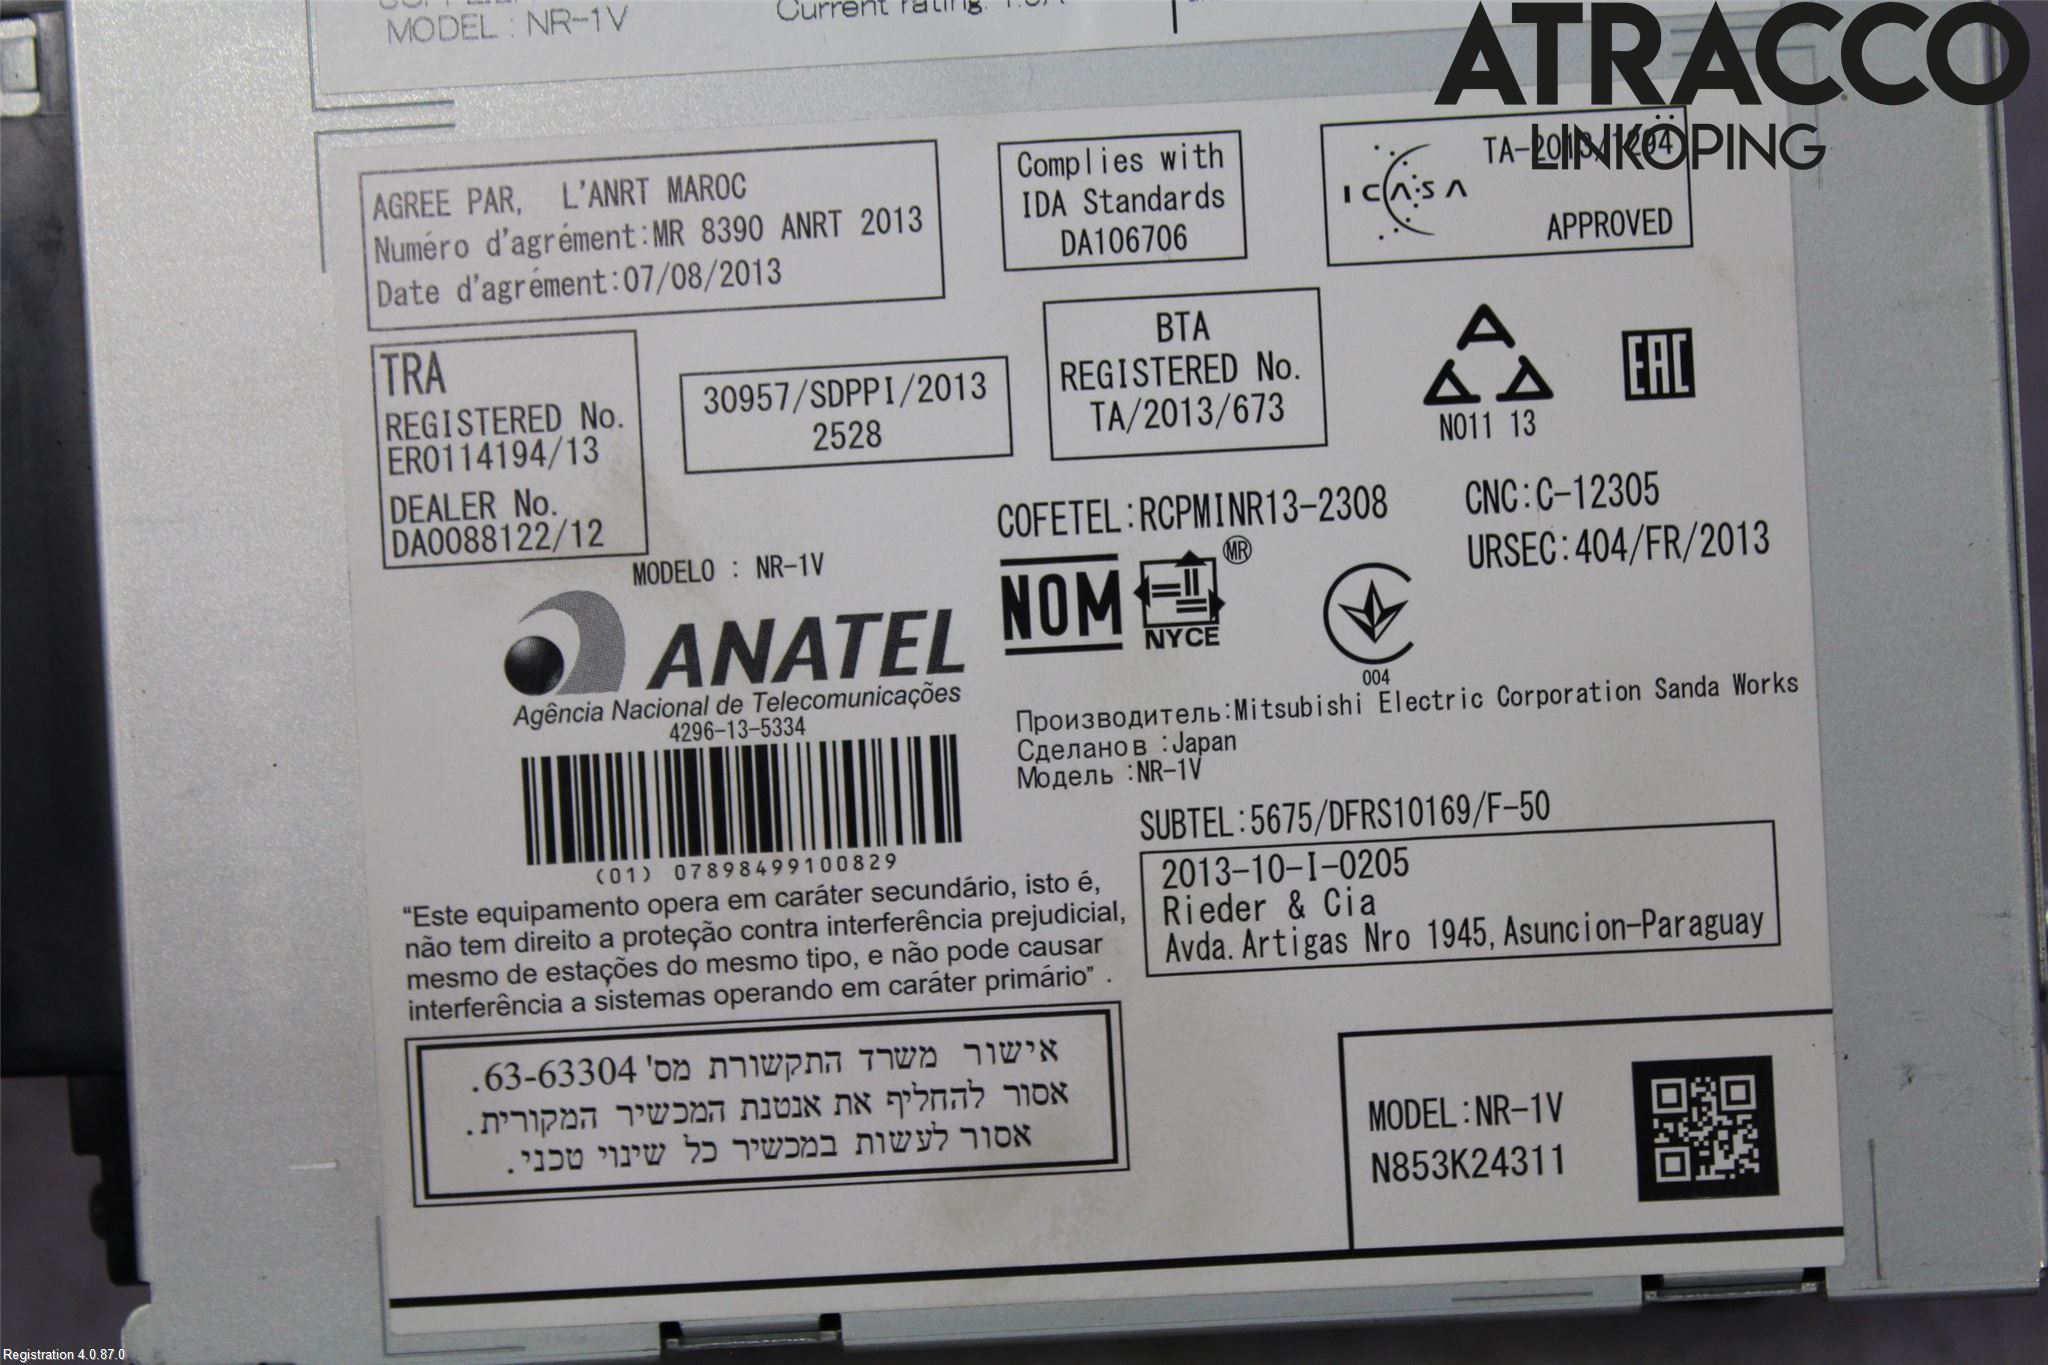 MODEL : NR-1V
Current rating:
ATRACCO
LINKÖPING
AGREE PAR, L'ANRT MAROC
Numéro d'agrément:MR 8390 ANRT 2013
Date d'agrément:07/08/2013
Complies with
IDA Standards
DA106706
ICASA
APPROVED
TRA
REGISTERED No.
ER0114194/13
DEALER No.
DA0088122/12
30957/SDPPI/2013
2528
BTA
REGISTERED No.
TA/2013/673
N011 13
EAC
COFETEL:RCPMINR13-2308
CNC:C-12305
URSEC:404/FR/2013
MODELO : NR-1V
ANATEL
Agência Nacional de Telecomunicações
4296-13-5334
(01) 07898499100829
NOM
NYCE
MR
004
Производитель:Mitsubishi Electric Corporation Sanda Works
Сделанов :Japan
Модель :NR-1V
SUBTEL:5675/DFRS10169/F-50
2013-10-I-0205
Rieder & Cia
Avda.Artigas Nro 1945,Asuncion-Paraguay
“Este equipamento opera em caráter secundário, isto é,
não tem direito a proteção contra interferência prejudicial,
mesmo de estações do mesmo tipo, e não pode causar
interferência a sistemas operando em caráter primário” .
אישור משרד התקשורת מס' 63-63304.
אסור להחליף את אנטנת המכשיר המקורית.
אסור לעשות במכשיר כל שינוי טכני.
MODEL:NR-1V
N853K24311
Registration 4.0.87.0